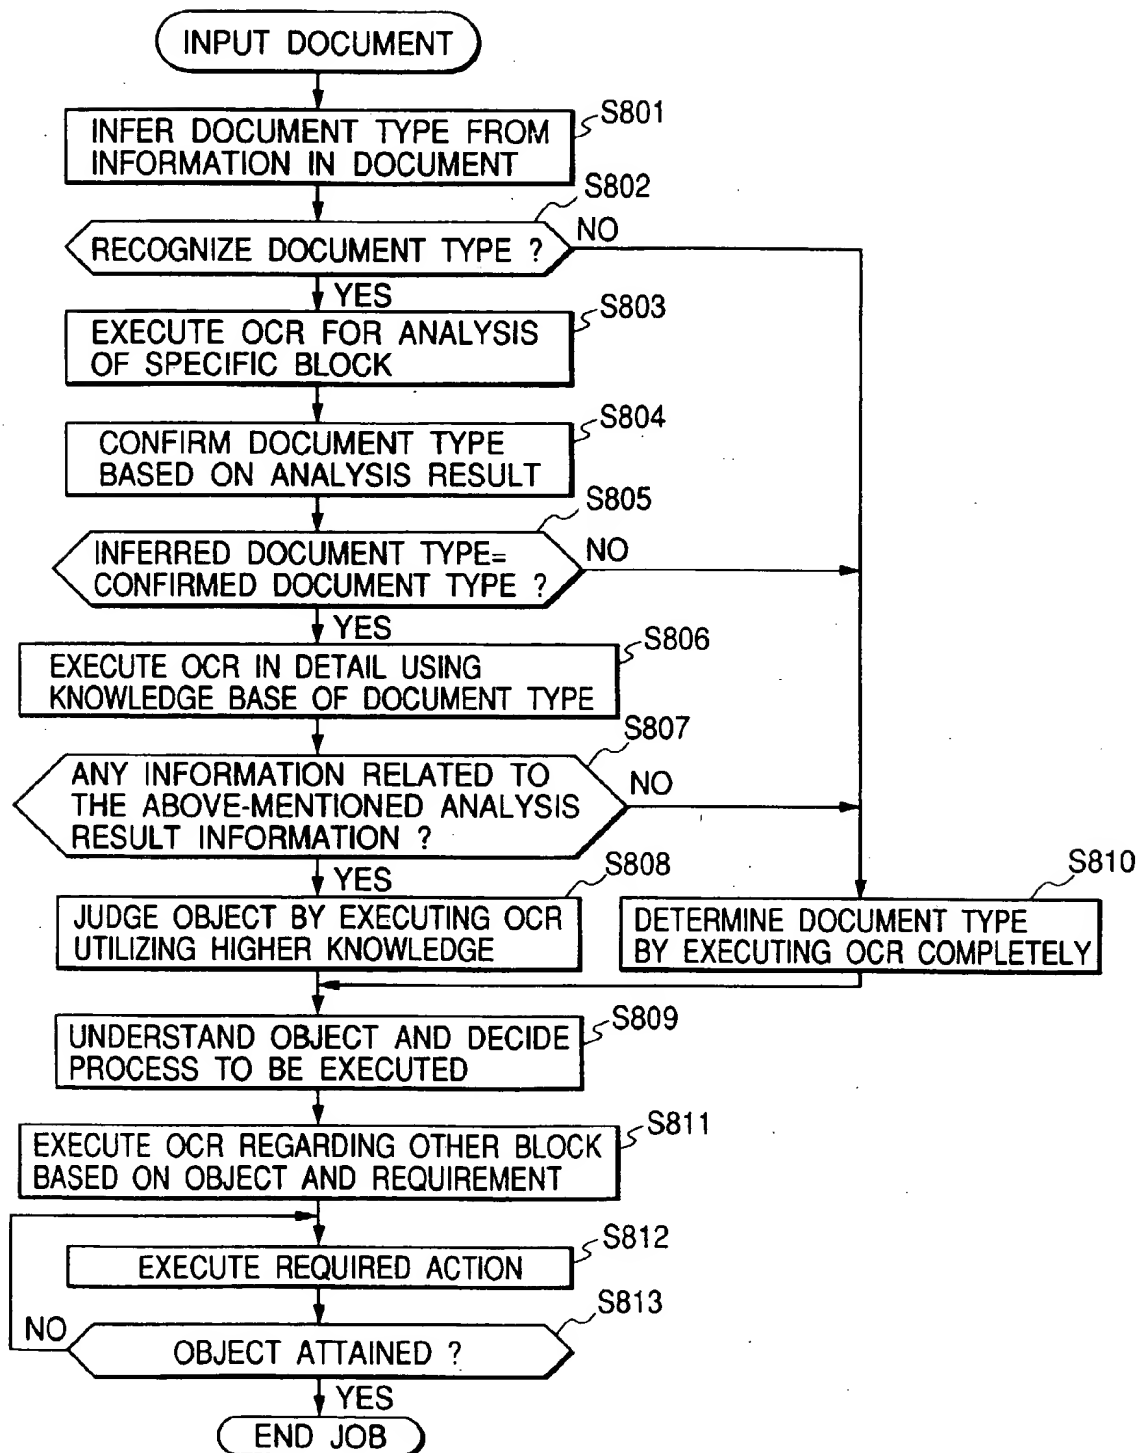 INPUT DOCUMENT
S801
INFER DOCUMENT TYPE FROM
INFORMATION IN DOCUMENT
S802
RECOGNIZE DOCUMENT TYPE ?
NO
YES
S803
EXECUTE OCR FOR ANALYSIS
OF SPECIFIC BLOCK
S804
CONFIRM DOCUMENT TYPE
BASED ON ANALYSIS RESULT
S805
INFERRED DOCUMENT TYPE=
CONFIRMED DOCUMENT TYPE ?
NO
YES
S806
EXECUTE OCR IN DETAIL USING
KNOWLEDGE BASE OF DOCUMENT TYPE
S807
ANY INFORMATION RELATED TO
THE ABOVE-MENTIONED ANALYSIS
RESULT INFORMATION ?
NO
YES
S808
JUDGE OBJECT BY EXECUTING OCR
UTILIZING HIGHER KNOWLEDGE
S810
DETERMINE DOCUMENT TYPE
BY EXECUTING OCR COMPLETELY
S809
UNDERSTAND OBJECT AND DECIDE
PROCESS TO BE EXECUTED
S811
EXECUTE OCR REGARDING OTHER BLOCK
BASED ON OBJECT AND REQUIREMENT
S812
EXECUTE REQUIRED ACTION
S813
NO
OBJECT ATTAINED ?
YES
END JOB